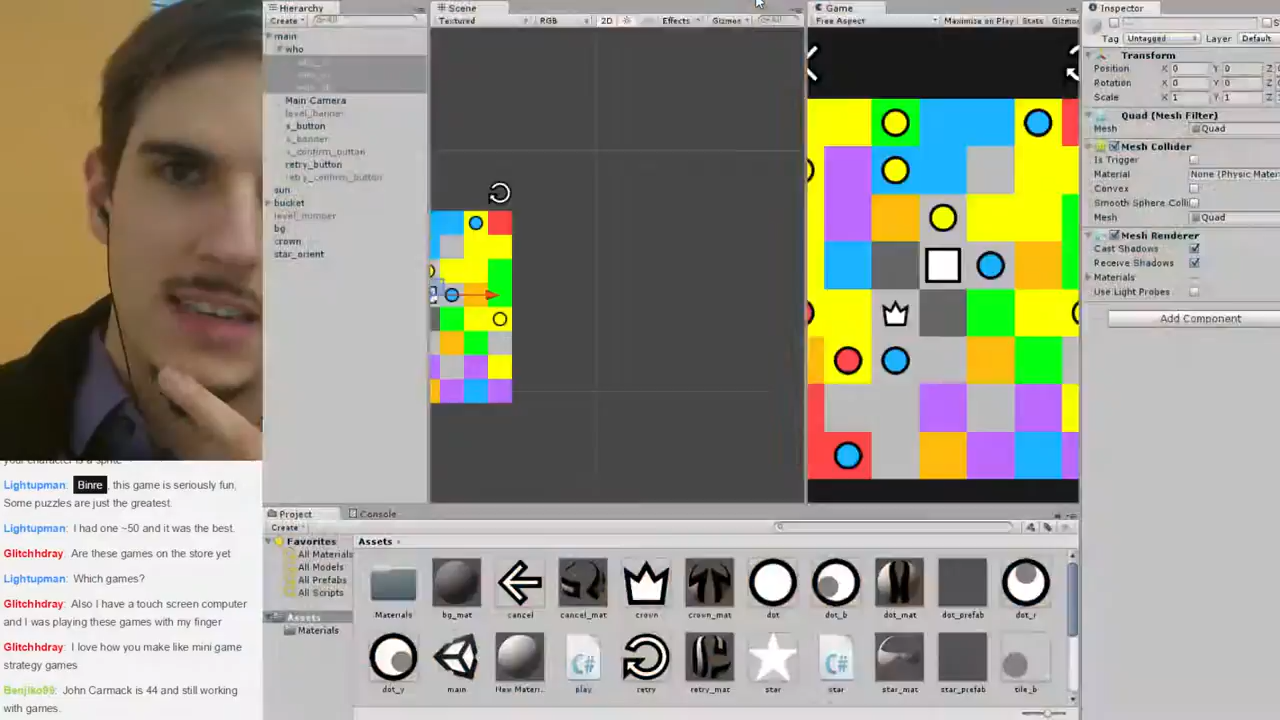 Hierarchy
Create
All
main
who
Main Camera
level_banner
x_button
x_banner
x_confirm_button
retry_button
retry_confirm_button
sun
bucket
level_number
bg
crown
star_orient
Scene
Textured
RGB
2D
Effects
Gizmos
All
Game
Free Aspect
Maximize on Play
Stats
Gizmos
Inspector
Tag
Untagged
Layer
Default
Transform
Position
X 0
Y 0
Z
Rotation
X 0
Y 0
Z
Scale
X 1
Y 1
Z
Quad (Mesh Filter)
Mesh
Quad
Mesh Collider
Is Trigger
Material
None (Physic Mater
Convex
Smooth Sphere Colli
Mesh
Quad
Mesh Renderer
Cast Shadows
Receive Shadows
Materials
Use Light Probes
Add Component
your character is a sprite
Lightupman: Binre, this game is seriously fun,
Some puzzles are just the greatest.
Lightupman: I had one ~50 and it was the best.
Glitchhdray: Are these games on the store yet
Lightupman: Which games?
Glitchhdray: Also I have a touch screen computer
and I was playing these games with my finger
Glitchhdray: I love how you make like mini game
strategy games
Benjiko99: John Carmack is 44 and still working
with games.
Project
Console
Create
Favorites
All Materials
All Models
All Prefabs
All Scripts
Assets
Materials
Assets
Materials
bg_mat
cancel
cancel_mat
crown
crown_mat
dot
dot_b
dot_mat
dot_prefab
dot_r
dot_y
main
New Materi...
play
retry
retry_mat
star
star
star_mat
star_prefab
tile_b